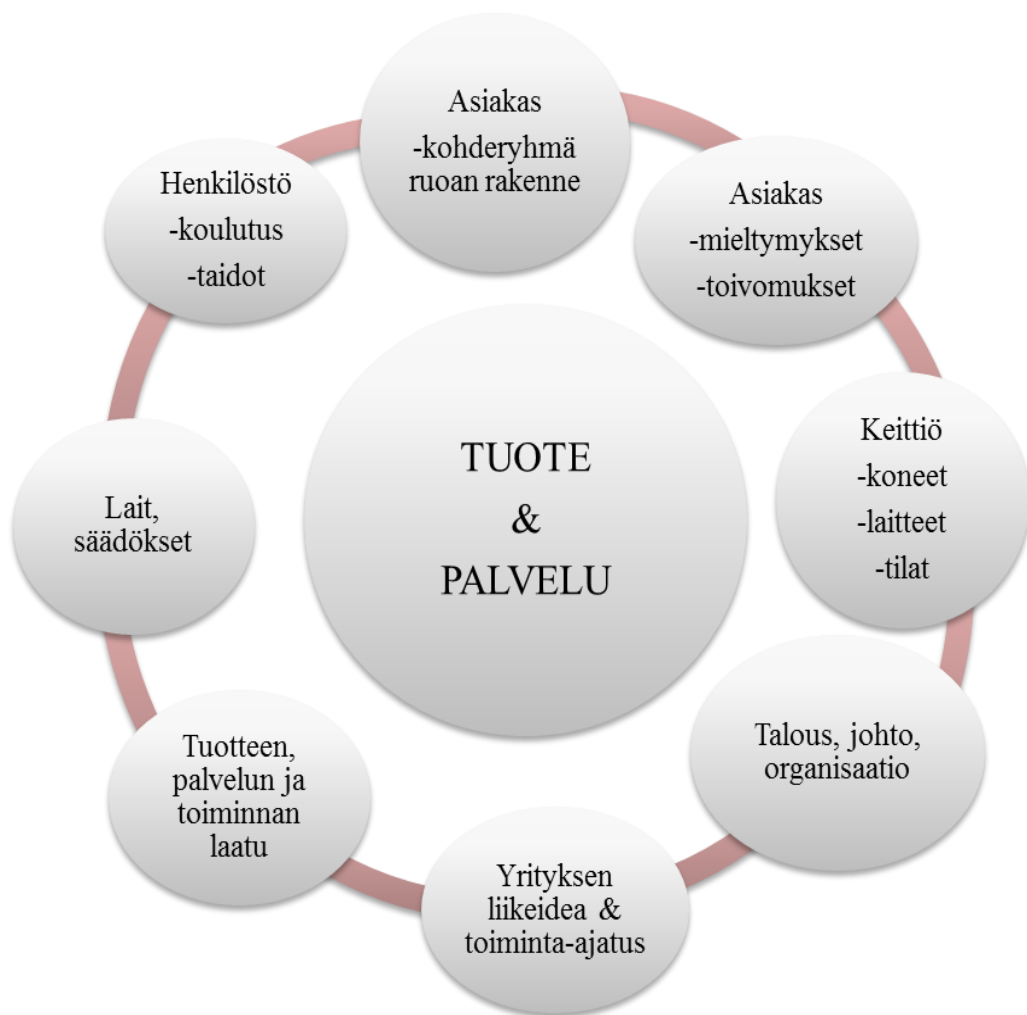 Asiakas
-kohderyhmä
ruoan rakenne
Asiakas
-mieltymykset
-toivomukset
Keittiö
-koneet
-laitteet
-tilat
Talous, johto,
organisaatio
Yrityksen
liikeidea &
toiminta-ajatus
Tuotteen,
palvelun ja
toiminnan
laatu
Lait,
säädökset
Henkilöstö
-koulutus
-taidot
TUOTE
&
PALVELU